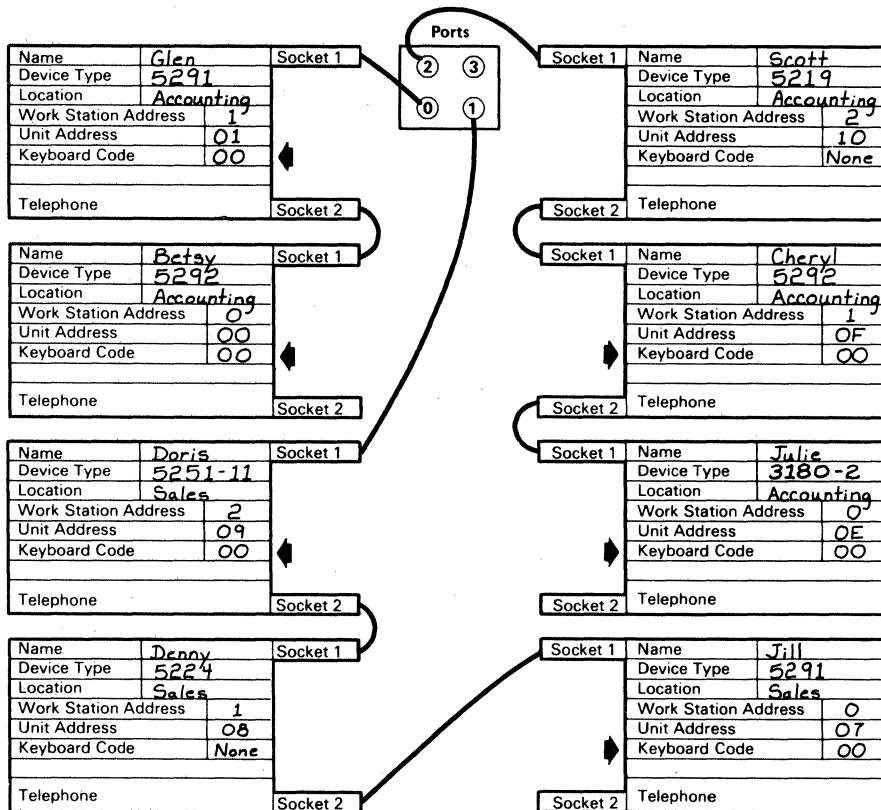 Ports
2 3
0 1
Name Glen Socket 1
Device Type 5291
Location Accounting
Work Station Address 1
Unit Address 01
Keyboard Code 00
Telephone Socket 2
Name Betsy Socket 1
Device Type 5292
Location Accounting
Work Station Address 0
Unit Address 00
Keyboard Code 00
Telephone Socket 2
Name Doris Socket 1
Device Type 5251-11
Location Sales
Work Station Address 2
Unit Address 09
Keyboard Code 00
Telephone Socket 2
Name Denny Socket 1
Device Type 5224
Location Sales
Work Station Address 1
Unit Address 08
Keyboard Code None
Telephone Socket 2
Socket 1 Name Scott
Device Type 5219
Location Accounting
Work Station Address 2
Unit Address 10
Keyboard Code None
Socket 2 Telephone
Socket 1 Name Cheryl
Device Type 5292
Location Accounting
Work Station Address 1
Unit Address 0F
Keyboard Code 00
Socket 2 Telephone
Socket 1 Name Julie
Device Type 3180-2
Location Accounting
Work Station Address 0
Unit Address 0E
Keyboard Code 00
Socket 2 Telephone
Socket 1 Name Jill
Device Type 5291
Location Sales
Work Station Address 0
Unit Address 07
Keyboard Code 00
Socket 2 Telephone